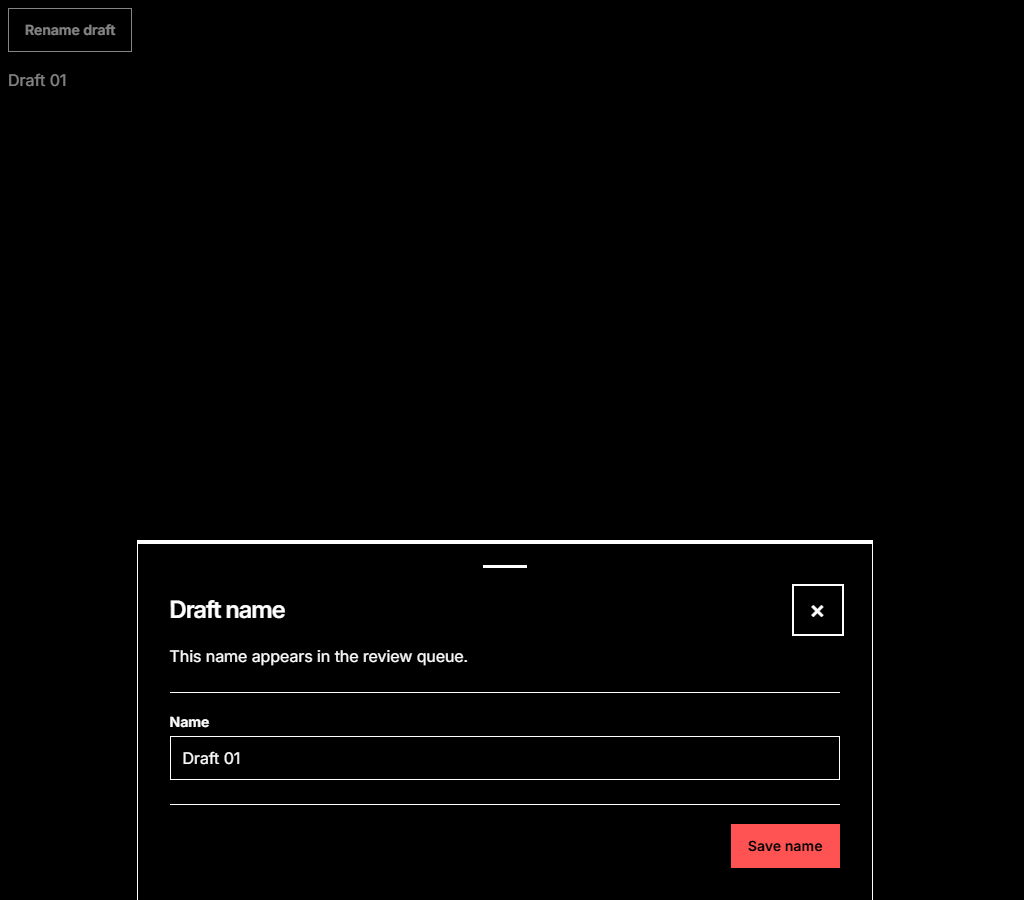 Rename draft
Draft 01
Draft name
×
This name appears in the review queue.
Name
Draft 01
Save name